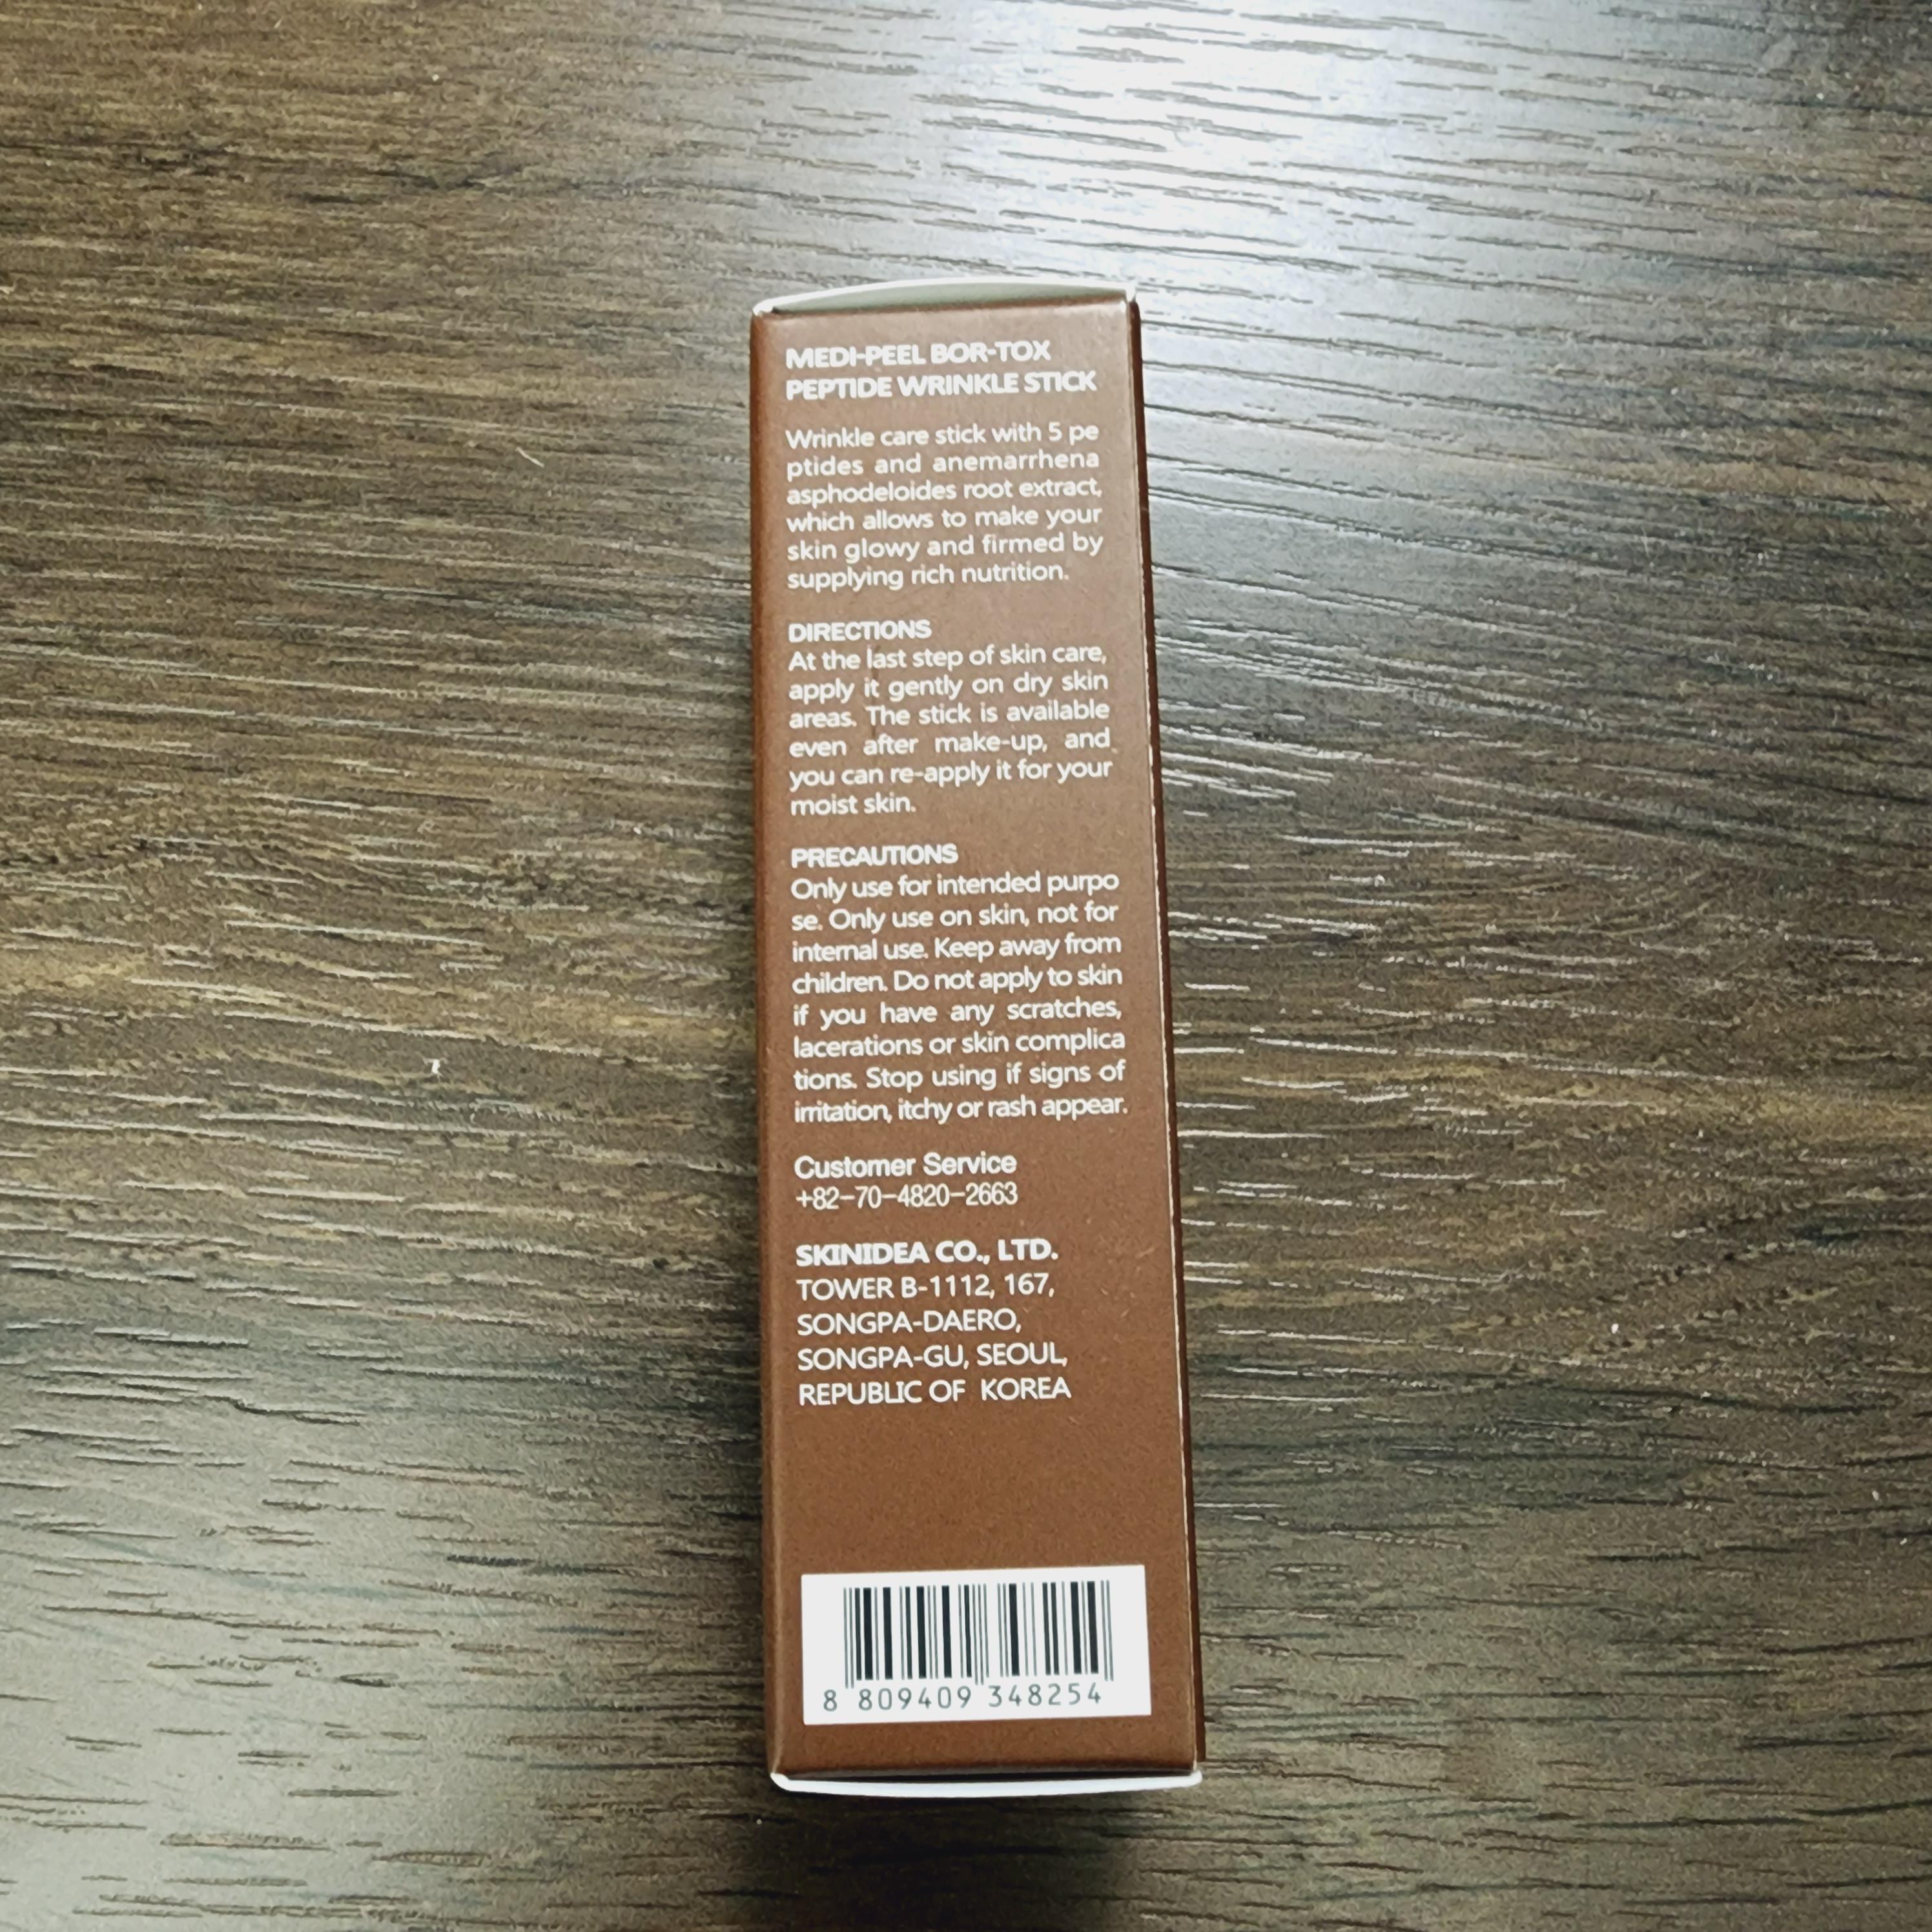 MEDI-PEEL BOR-TOX
PEPTIDE WRINKLE STICK
Wrinkle care stick with 5 pe
ptides and anemarrhena
asphodeloides root extract,
which allows to make your
skin glowy and firmed by
supplying rich nutrition.
DIRECTIONS
At the last step of skin care,
apply it gently on dry skin
areas. The stick is available
even after make-up, and
you can re-apply it for your
moist skin.
PRECAUTIONS
Only use for intended purpo
se. Only use on skin, not for
internal use. Keep away from
children. Do not apply to skin
if you have any scratches,
lacerations or skin complica
tions. Stop using if signs of
irritation, itchy or rash appear.
Customer Service
+82-70-4820-2663
SKINIDEA CO., LTD.
TOWER B-1112, 167,
SONGPA-DAERO,
SONGPA-GU, SEOUL,
REPUBLIC OF KOREA
8 809409 348254